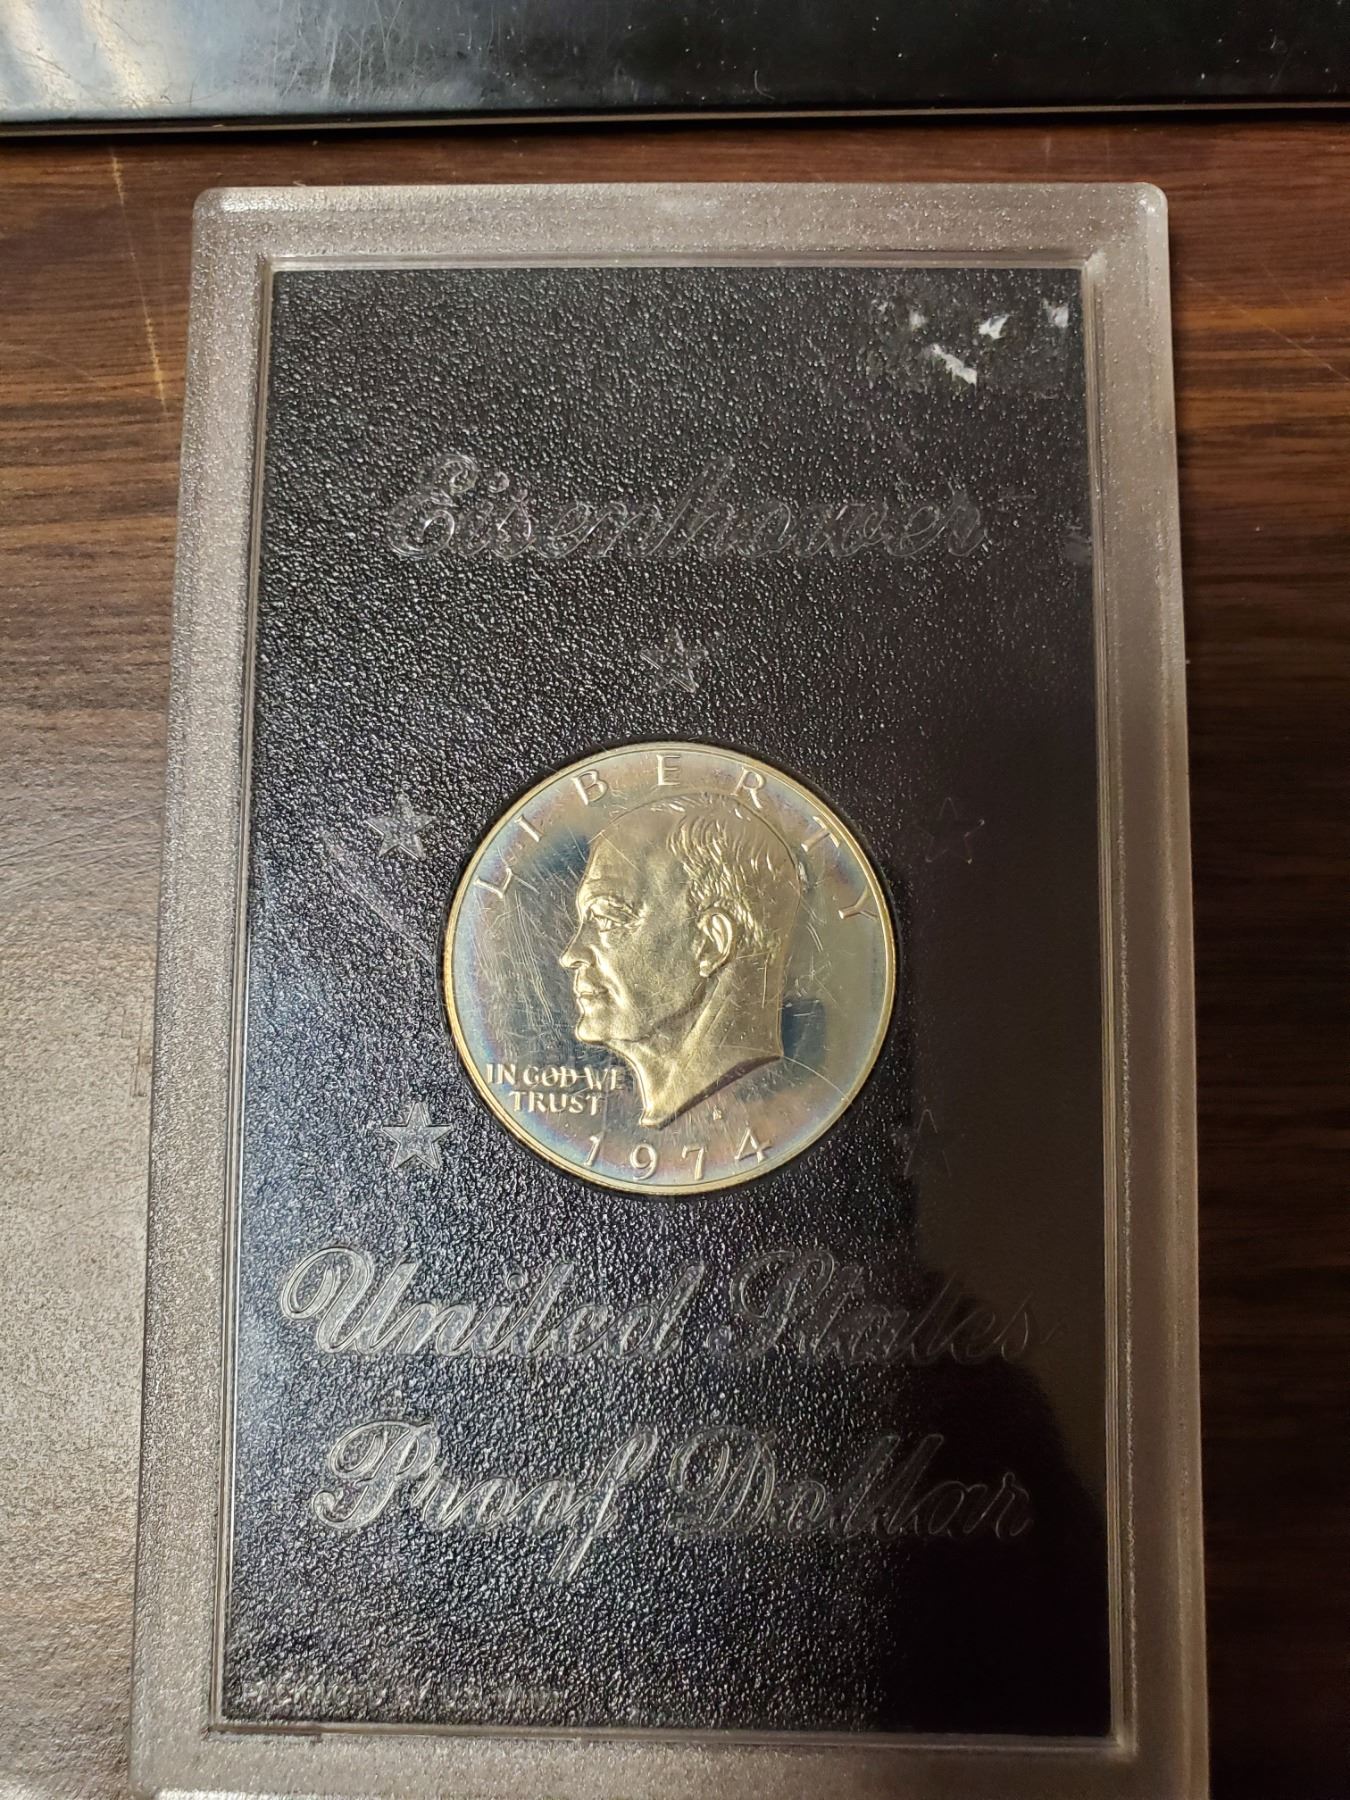 Eisenhower
LIBERTY
IN GOD WE
TRUST
S
1974
United States
Proof Dollar